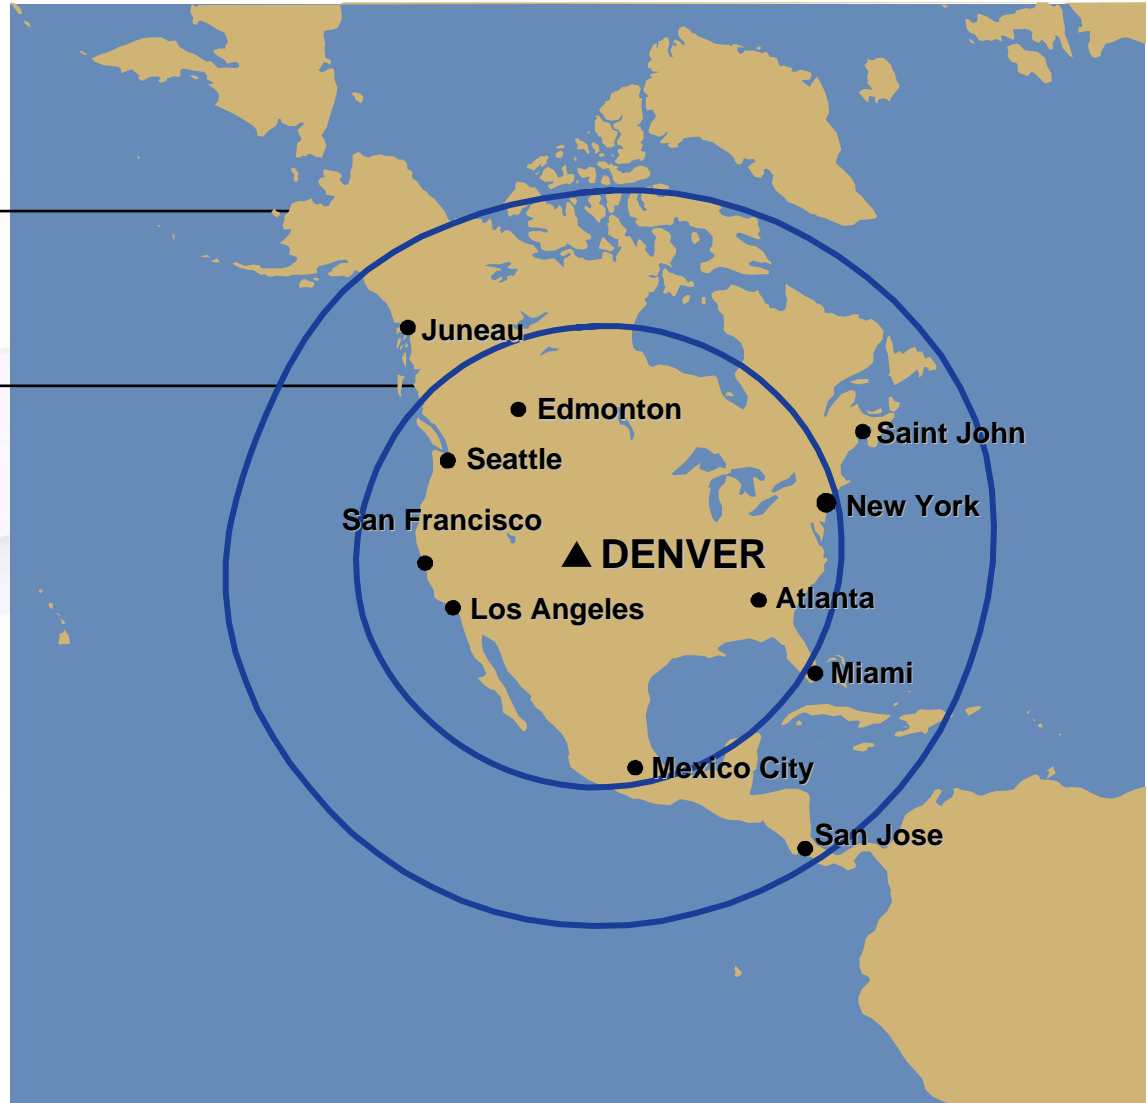 Juneau
Edmonton
Saint John
Seattle
New York
San Francisco
DENVER
Atlanta
Los Angeles
Miami
Mexico City
San Jose